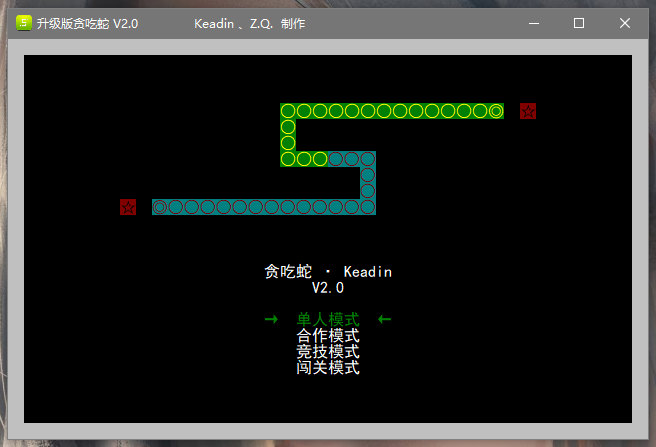 升级版贪吃蛇 V2.0 Keadin 、Z.Q. 制作
贪吃蛇 · Keadin
V2.0
→ 单人模式 ←
合作模式
竞技模式
闯关模式